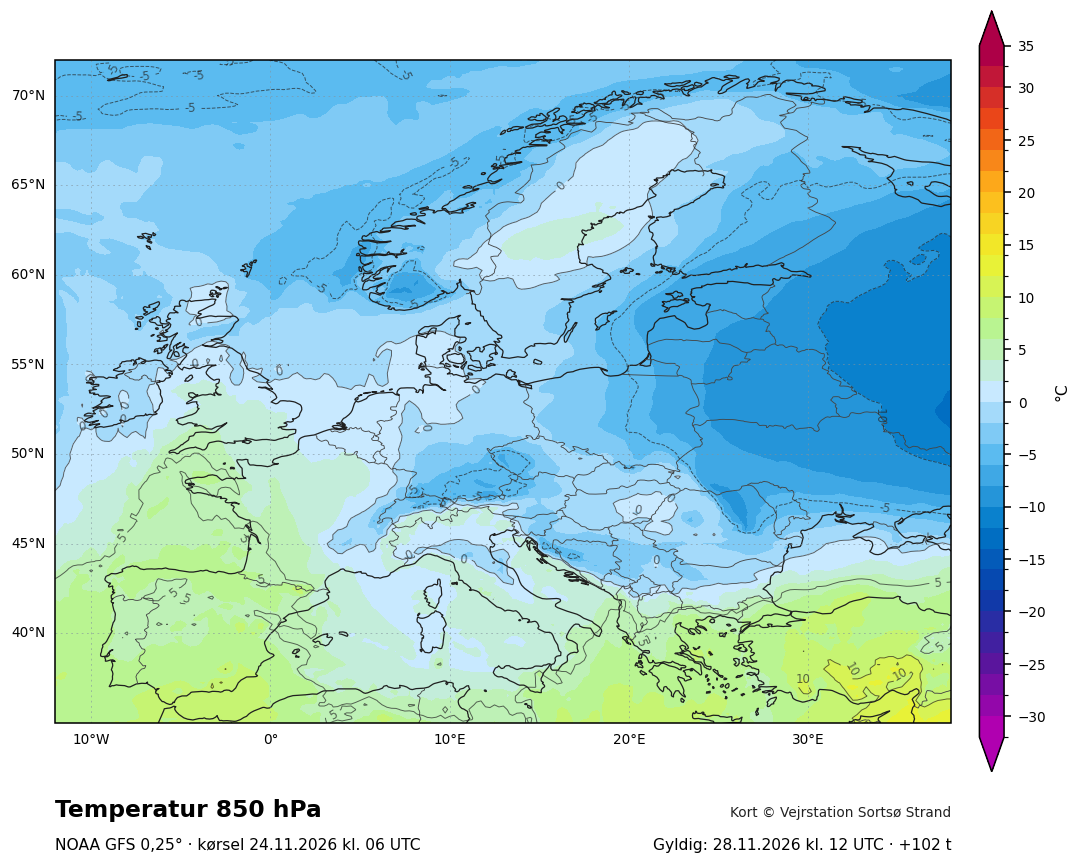 70°N
65°N
60°N
55°N
50°N
45°N
40°N
10°W
0°
10°E
20°E
30°E
35
30
25
20
15
10
5
0
−5
−10
−15
−20
−25
−30
°C
Temperatur 850 hPa
Kort © Vejrstation Sortsø Strand
NOAA GFS 0,25° · kørsel 24.11.2026 kl. 06 UTC
Gyldig: 28.11.2026 kl. 12 UTC · +102 t